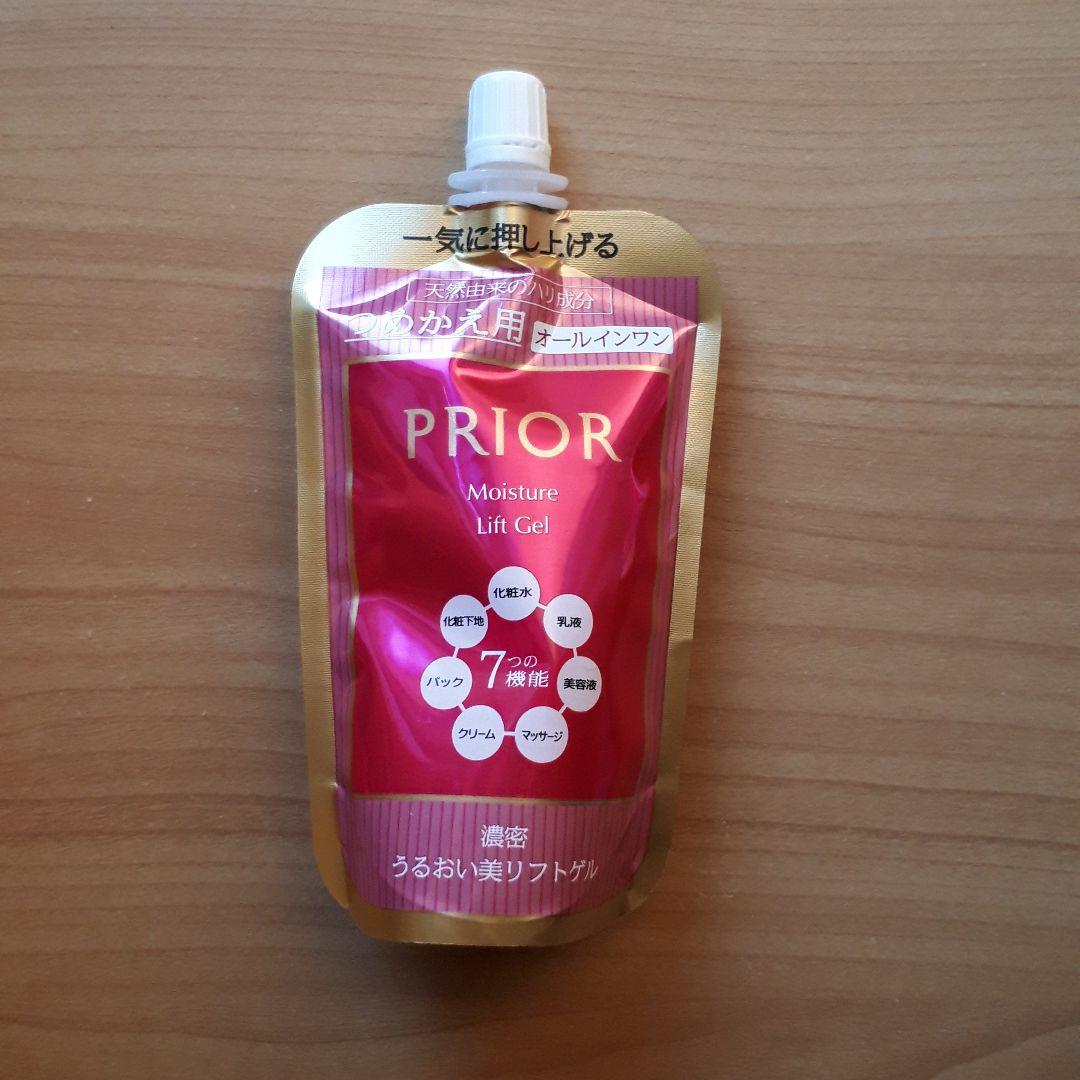 一気に押し上げる
天然由来のハリ成分
つめかえ用 オールインワン
PRIOR
Moisture
Lift Gel
化粧水
化粧下地 乳液
7つの機能
パック 美容液
クリーム マッサージ
濃密
うるおい美リフトゲル